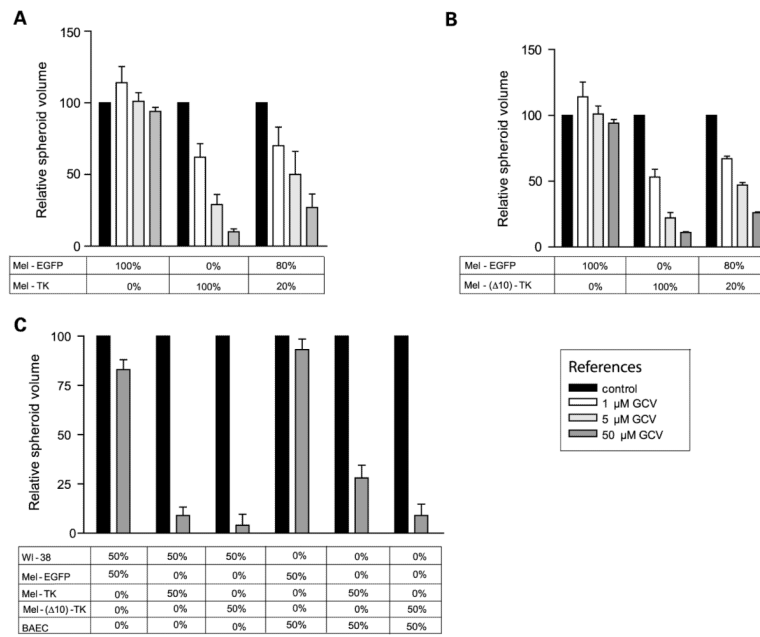 A
150
100
50
0
Relative spheroid volume
Mel - EGFP 100% 0% 80%
Mel - TK 0% 100% 20%
B
150
100
50
0
Relative spheroid volume
Mel - EGFP 100% 0% 80%
Mel - (Δ10) - TK 0% 100% 20%
C
100
75
50
25
0
Relative spheroid volume
WI - 38 50% 50% 50% 0% 0% 0%
Mel - EGFP 50% 0% 0% 50% 0% 0%
Mel - TK 0% 50% 0% 0% 50% 0%
Mel - (Δ10) - TK 0% 0% 50% 0% 0% 50%
BAEC 0% 0% 0% 50% 50% 50%
References
control
1 µM GCV
5 µM GCV
50 µM GCV